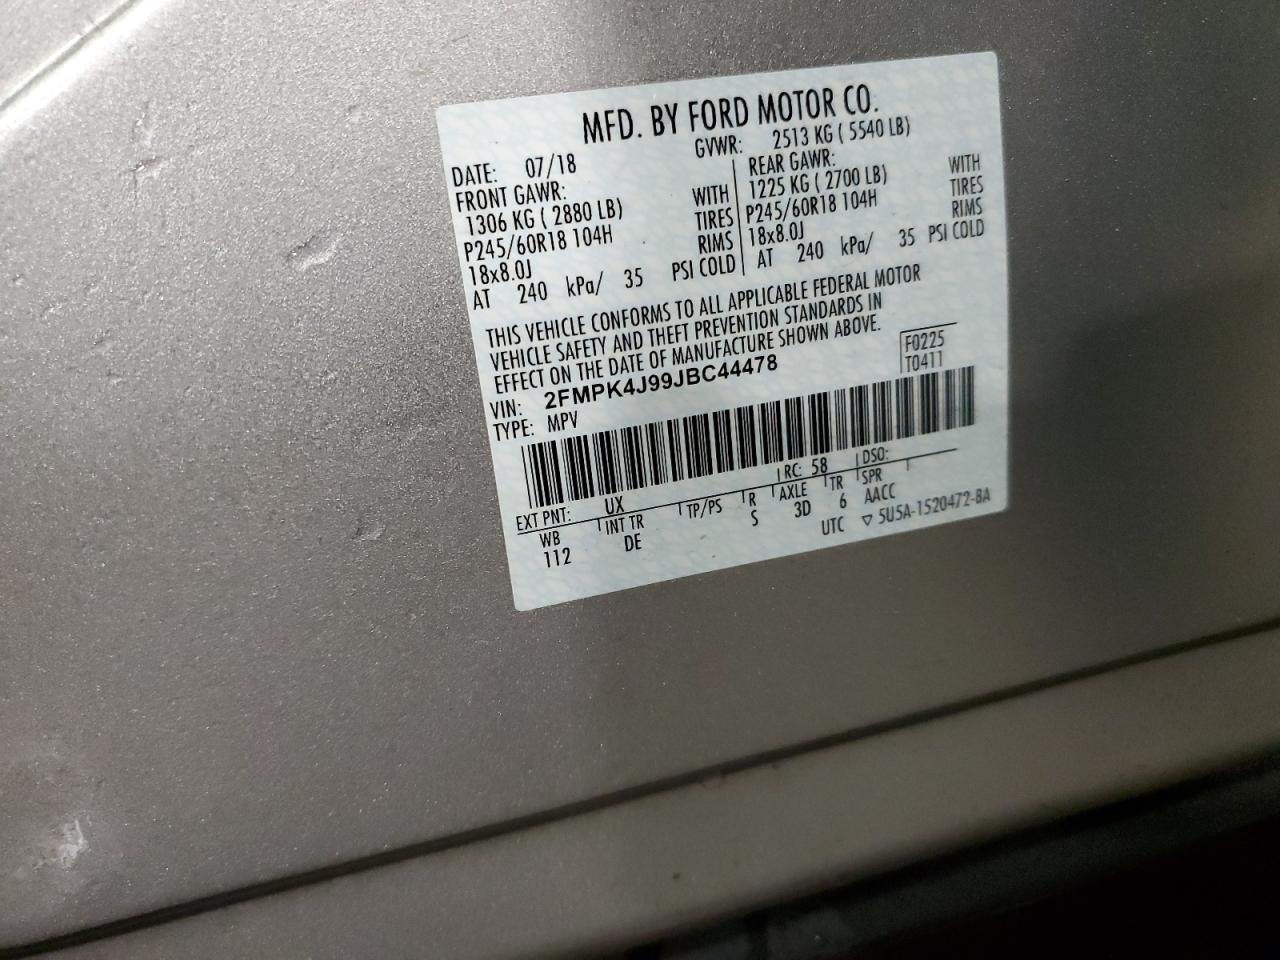 MFD. BY FORD MOTOR CO.
DATE: 07/18 GVWR: 2513 KG ( 5540 LB)
FRONT GAWR:
1306 KG ( 2880 LB) WITH
P245/60R18 104H TIRES
18x8.0J RIMS
AT 240 kPa/ 35 PSI COLD
REAR GAWR:
1225 KG ( 2700 LB) WITH
P245/60R18 104H TIRES
18x8.0J RIMS
AT 240 kPa/ 35 PSI COLD
THIS VEHICLE CONFORMS TO ALL APPLICABLE FEDERAL MOTOR
VEHICLE SAFETY AND THEFT PREVENTION STANDARDS IN
EFFECT ON THE DATE OF MANUFACTURE SHOWN ABOVE.
VIN: 2FMPK4J99JBC44478
TYPE: MPV
F0225
T0411
EXT PNT: UX RC: 58 DSO:
WB INT TR TP/PS R AXLE TR SPR
112 DE S 3D 6 AACC
UTC ▽ 5U5A-1520472-BA